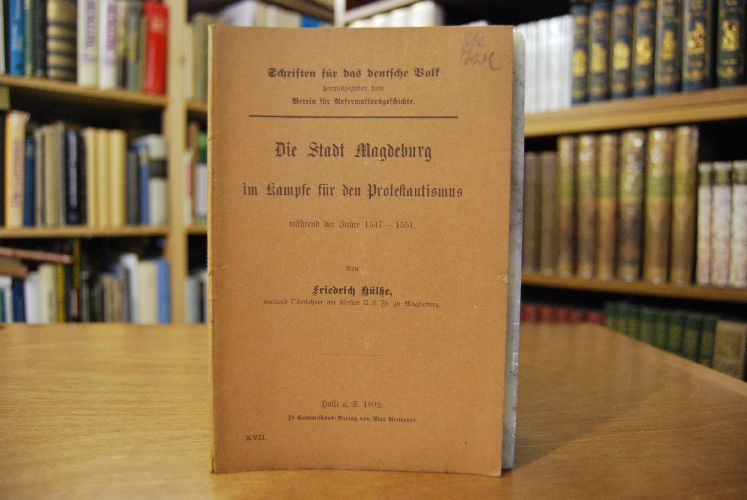 Schriften für das deutsche Volk
herausgegeben vom
Verein für Reformationsgeschichte.
Die Stadt Magdeburg
im Kampfe für den Protestantismus
während der Jahre 1547—1551.
Von
Friedrich Hülße,
weiland Oberlehrer am Kloster U. L. Fr. zu Magdeburg.
Halle a. S. 1892.
In Commissions-Verlag von Max Niemeyer.
XVII.